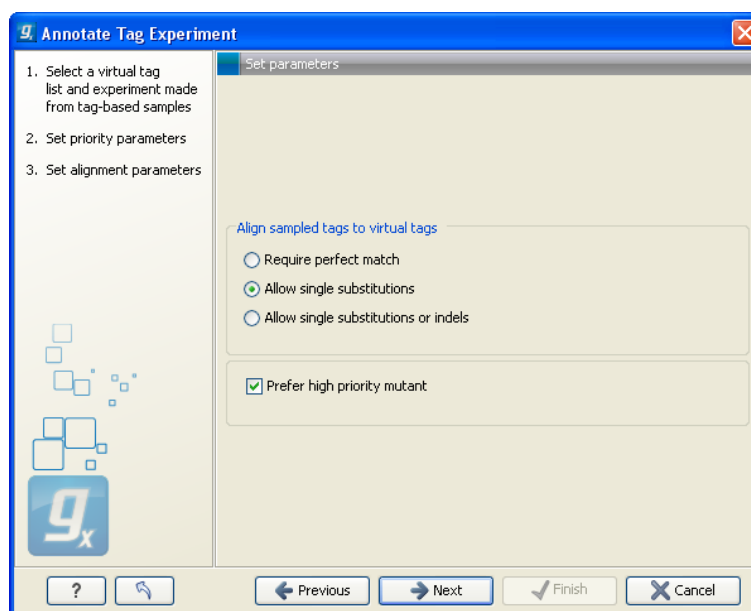 Annotate Tag Experiment
1. Select a virtual tag
list and experiment made
from tag-based samples
2. Set priority parameters
3. Set alignment parameters
Set parameters
Align sampled tags to virtual tags
Require perfect match
Allow single substitutions
Allow single substitutions or indels
Prefer high priority mutant
gx
?
Previous
Next
Finish
Cancel